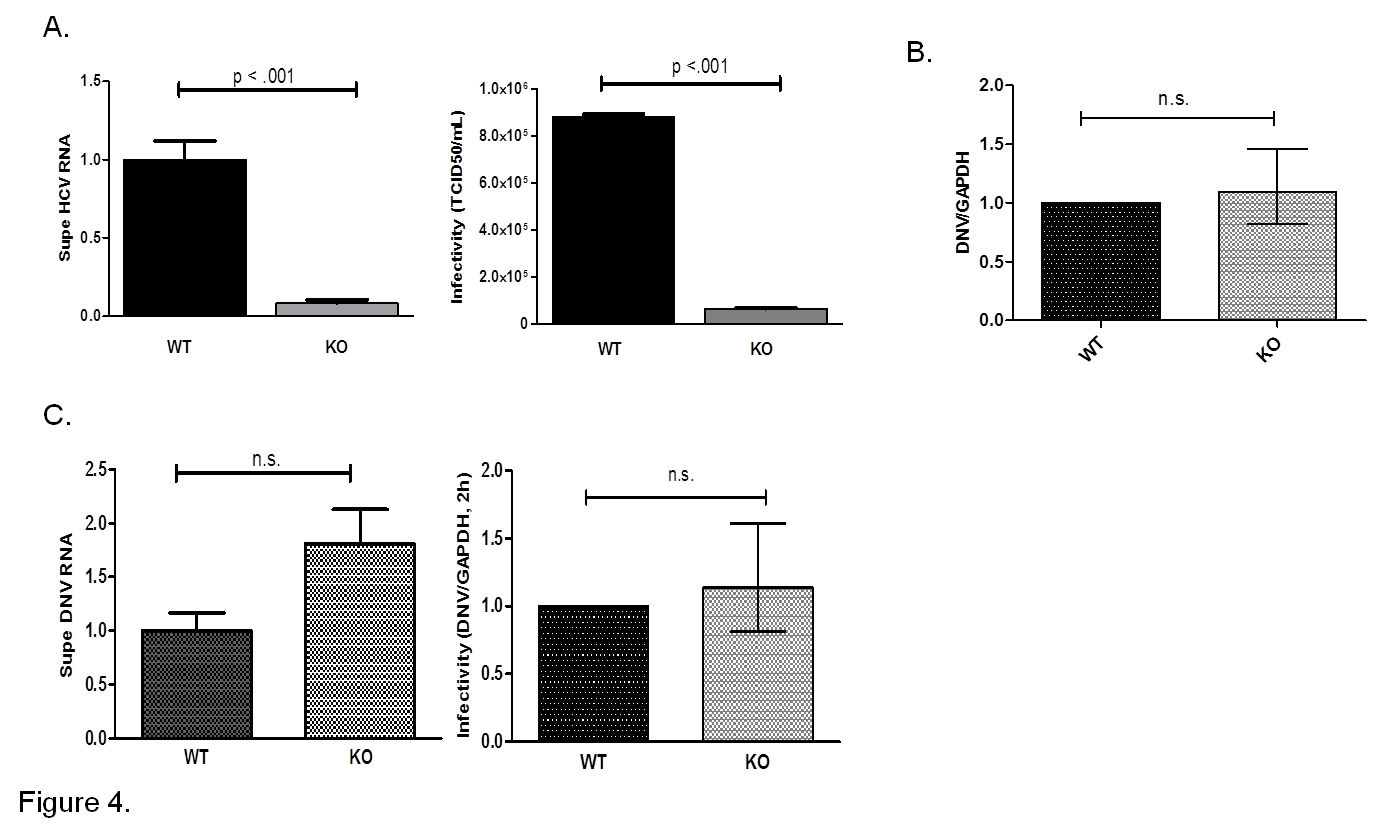 A.
p < .001
1.5
1.0
0.5
0.0
Supe HCV RNA
WT
KO
p <.001
1.0x10⁶
8.0x10⁵
6.0x10⁵
4.0x10⁵
2.0x10⁵
0
Infectivity (TCID50/mL)
WT
KO
B.
n.s.
2.0
1.5
1.0
0.5
0.0
DNV/GAPDH
WT
KO
C.
n.s.
2.5
2.0
1.5
1.0
0.5
0.0
Supe DNV RNA
WT
KO
n.s.
2.0
1.5
1.0
0.5
0.0
Infectivity (DNV/GAPDH, 2h)
WT
KO
Figure 4.